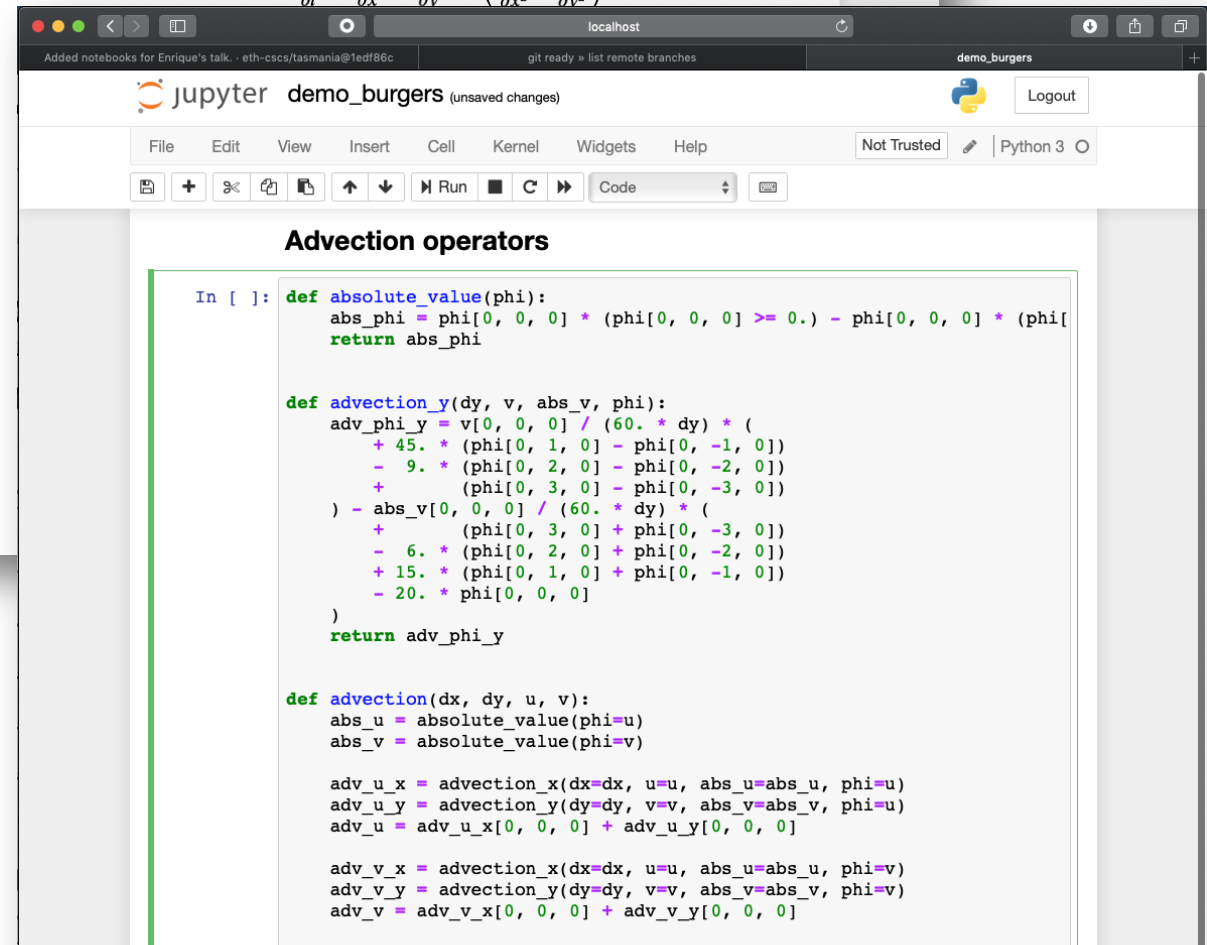 localhost
Added notebooks for Enrique's talk. · eth-cscs/tasmania@1edf86c
git ready » list remote branches
demo_burgers
jupyter demo_burgers (unsaved changes)
Logout
File Edit View Insert Cell Kernel Widgets Help
Not Trusted
Python 3
Run
Code
Advection operators
In [ ]:
def absolute_value(phi):
    abs_phi = phi[0, 0, 0] * (phi[0, 0, 0] >= 0.) - phi[0, 0, 0] * (phi[
    return abs_phi
def advection_y(dy, v, abs_v, phi):
    adv_phi_y = v[0, 0, 0] / (60. * dy) * (
        + 45. * (phi[0, 1, 0] - phi[0, -1, 0])
        -  9. * (phi[0, 2, 0] - phi[0, -2, 0])
        +       (phi[0, 3, 0] - phi[0, -3, 0])
    ) - abs_v[0, 0, 0] / (60. * dy) * (
        +       (phi[0, 3, 0] + phi[0, -3, 0])
        -  6. * (phi[0, 2, 0] + phi[0, -2, 0])
        + 15. * (phi[0, 1, 0] + phi[0, -1, 0])
        - 20. * phi[0, 0, 0]
    )
    return adv_phi_y
def advection(dx, dy, u, v):
    abs_u = absolute_value(phi=u)
    abs_v = absolute_value(phi=v)
    adv_u_x = advection_x(dx=dx, u=u, abs_u=abs_u, phi=u)
    adv_u_y = advection_y(dy=dy, v=v, abs_v=abs_v, phi=u)
    adv_u = adv_u_x[0, 0, 0] + adv_u_y[0, 0, 0]
    adv_v_x = advection_x(dx=dx, u=u, abs_u=abs_u, phi=v)
    adv_v_y = advection_y(dy=dy, v=v, abs_v=abs_v, phi=v)
    adv_v = adv_v_x[0, 0, 0] + adv_v_y[0, 0, 0]